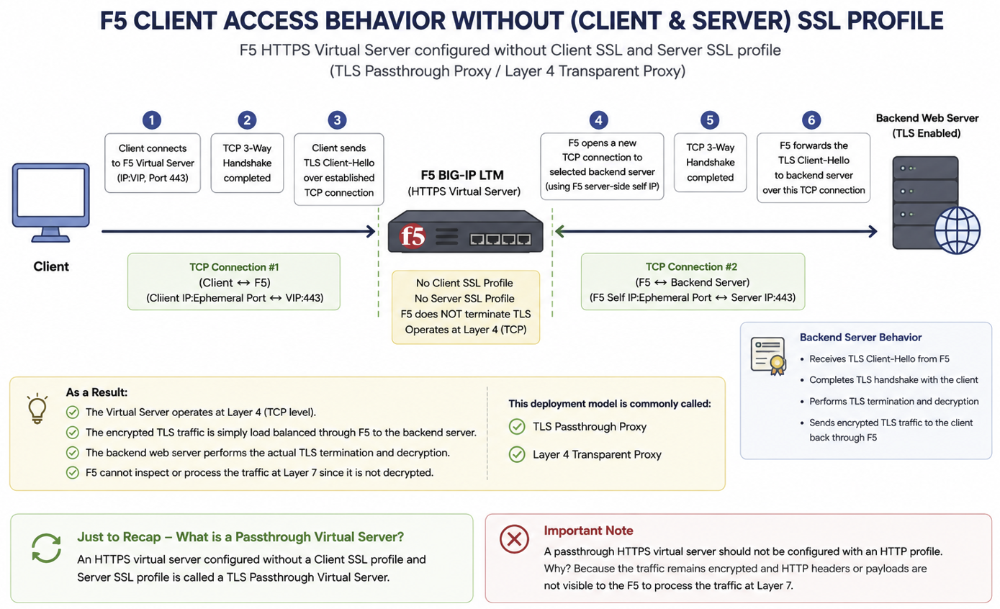 F5 CLIENT ACCESS BEHAVIOR WITHOUT (CLIENT & SERVER) SSL PROFILE
F5 HTTPS Virtual Server configured without Client SSL and Server SSL profile
(TLS Passthrough Proxy / Layer 4 Transparent Proxy)
1
Client connects
to F5 Virtual Server
(IP:VIP, Port 443)
2
TCP 3-Way
Handshake
completed
3
Client sends
TLS Client-Hello
over established
TCP connection
F5 BIG-IP LTM
(HTTPS Virtual Server)
4
F5 opens a new
TCP connection to
selected backend server
(using F5 server-side self IP)
5
TCP 3-Way
Handshake
completed
6
F5 forwards the
TLS Client-Hello
to backend server
over this TCP connection
Backend Web Server
(TLS Enabled)
Client
f5
TCP Connection #1
(Client ↔ F5)
(Cliient IP:Ephemeral Port ↔ VIP:443)
No Client SSL Profile
No Server SSL Profile
F5 does NOT terminate TLS
Operates at Layer 4 (TCP)
TCP Connection #2
(F5 ↔ Backend Server)
(F5 Self IP:Ephemeral Port ↔ Server IP:443)
Backend Server Behavior
• Receives TLS Client-Hello from F5
• Completes TLS handshake with the client
• Performs TLS termination and decryption
• Sends encrypted TLS traffic to the client
back through F5
As a Result:
The Virtual Server operates at Layer 4 (TCP level).
The encrypted TLS traffic is simply load balanced through F5 to the backend server.
The backend web server performs the actual TLS termination and decryption.
F5 cannot inspect or process the traffic at Layer 7 since it is not decrypted.
This deployment model is commonly called:
TLS Passthrough Proxy
Layer 4 Transparent Proxy
Just to Recap – What is a Passthrough Virtual Server?
An HTTPS virtual server configured without a Client SSL profile and
Server SSL profile is called a TLS Passthrough Virtual Server.
Important Note
A passthrough HTTPS virtual server should not be configured with an HTTP profile.
Why? Because the traffic remains encrypted and HTTP headers or payloads are
not visible to the F5 to process the traffic at Layer 7.